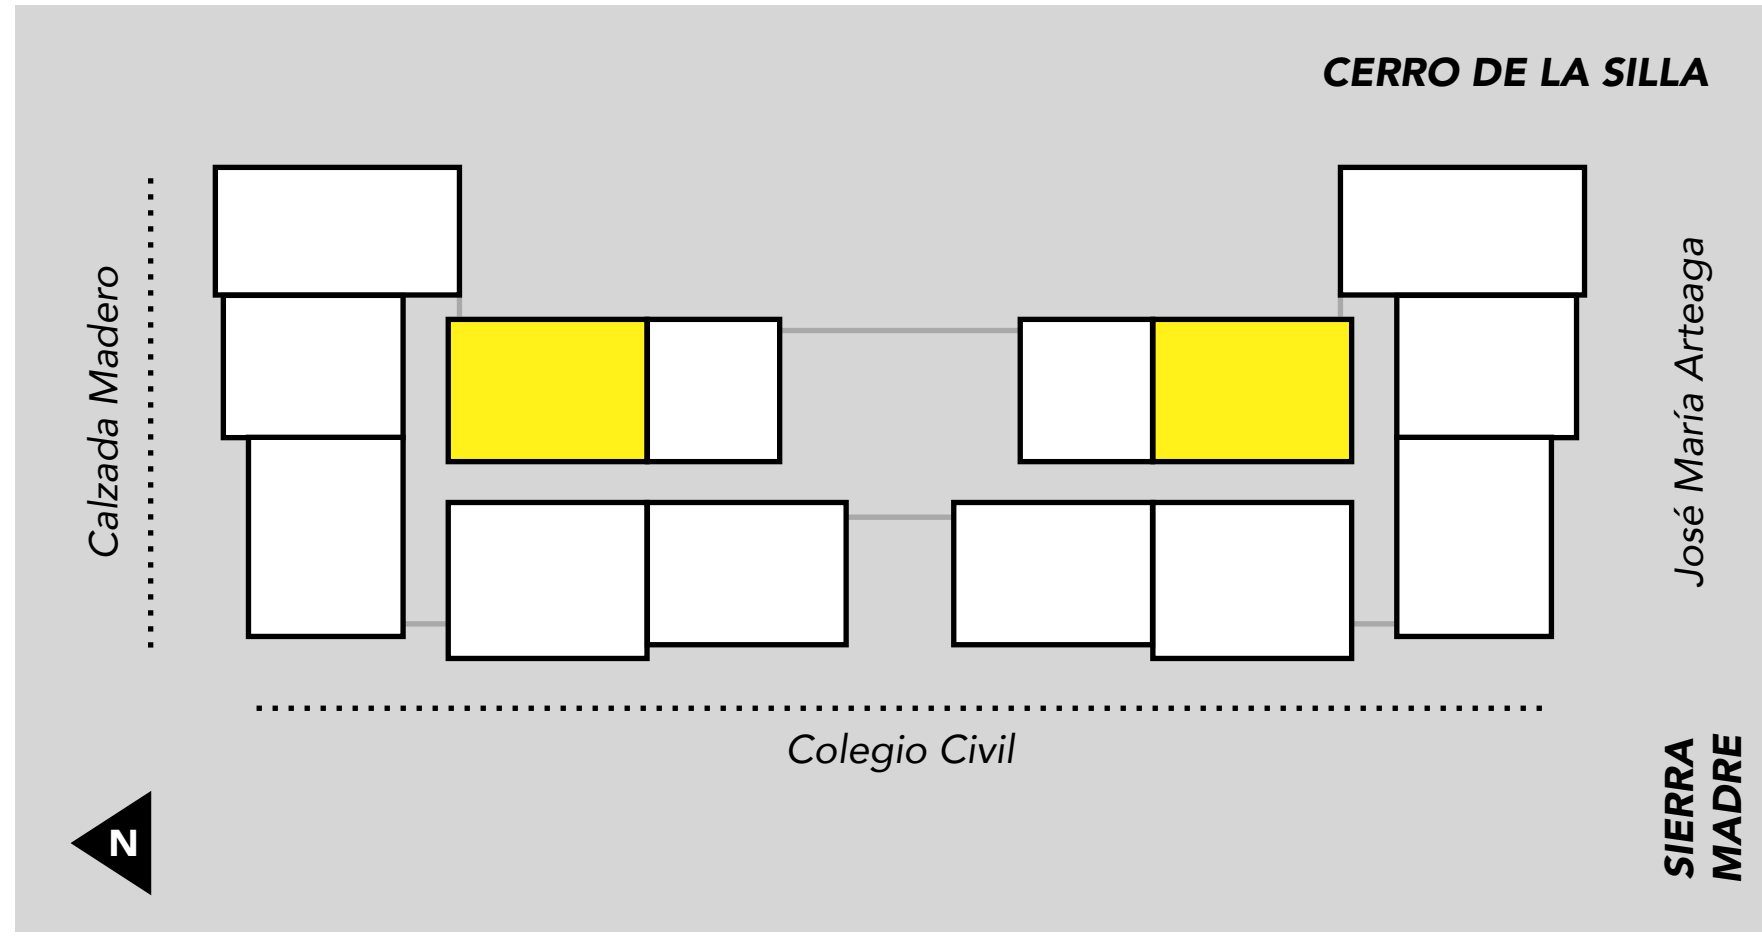 CERRO DE LA SILLA
Calzada Madero
José María Arteaga
Colegio Civil
SIERRA
MADRE
N